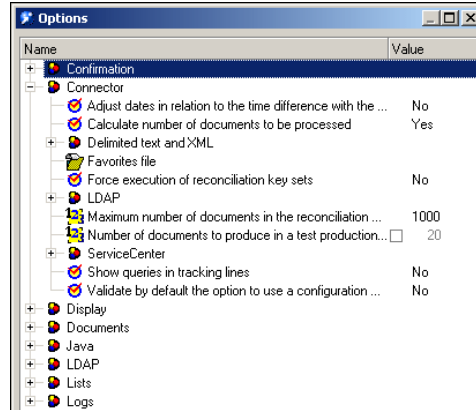 Options
Name Value
Confirmation
Connector
Adjust dates in relation to the time difference with the ... No
Calculate number of documents to be processed Yes
Delimited text and XML
Favorites file
Force execution of reconciliation key sets No
LDAP
Maximum number of documents in the reconciliation ... 1000
Number of documents to produce in a test production... 20
ServiceCenter
Show queries in tracking lines No
Validate by default the option to use a configuration ... No
Display
Documents
Java
LDAP
Lists
Logs